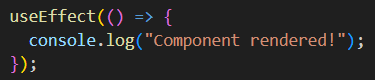 useEffect(() => {
  console.log("Component rendered!");
});